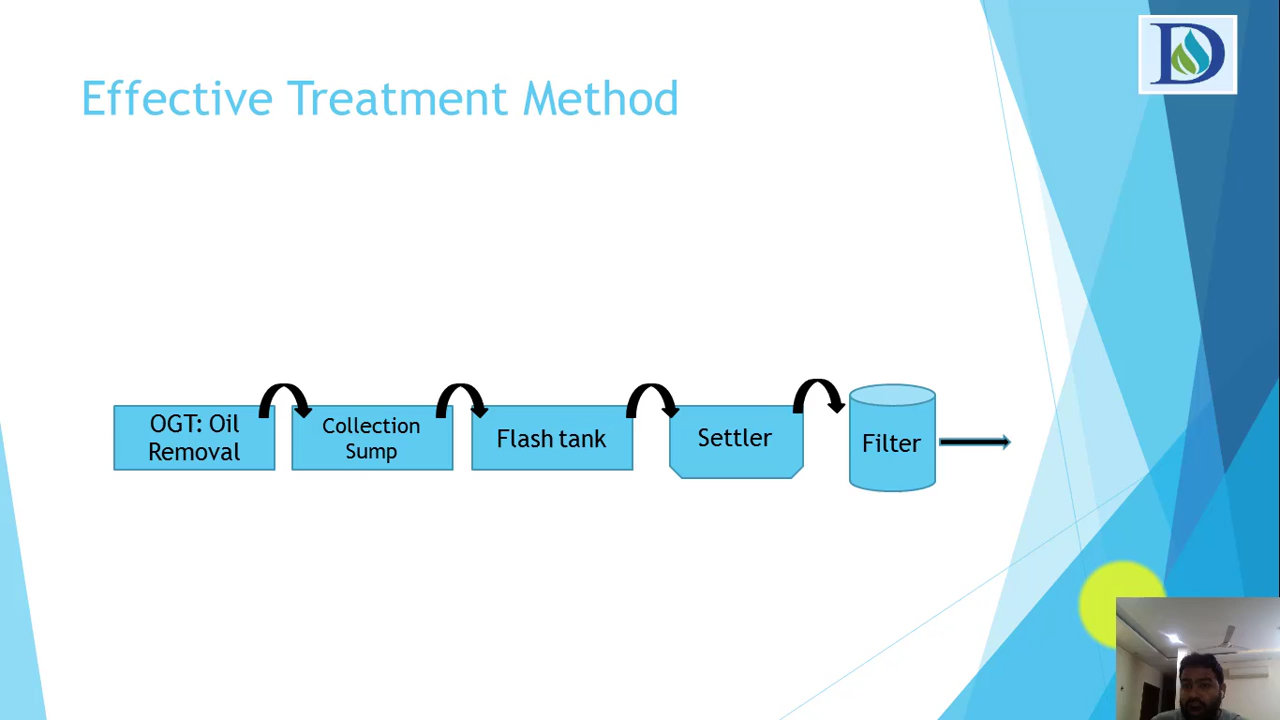 Effective Treatment Method
D
OGT: Oil
Removal
Collection
Sump
Flash tank
Settler
Filter